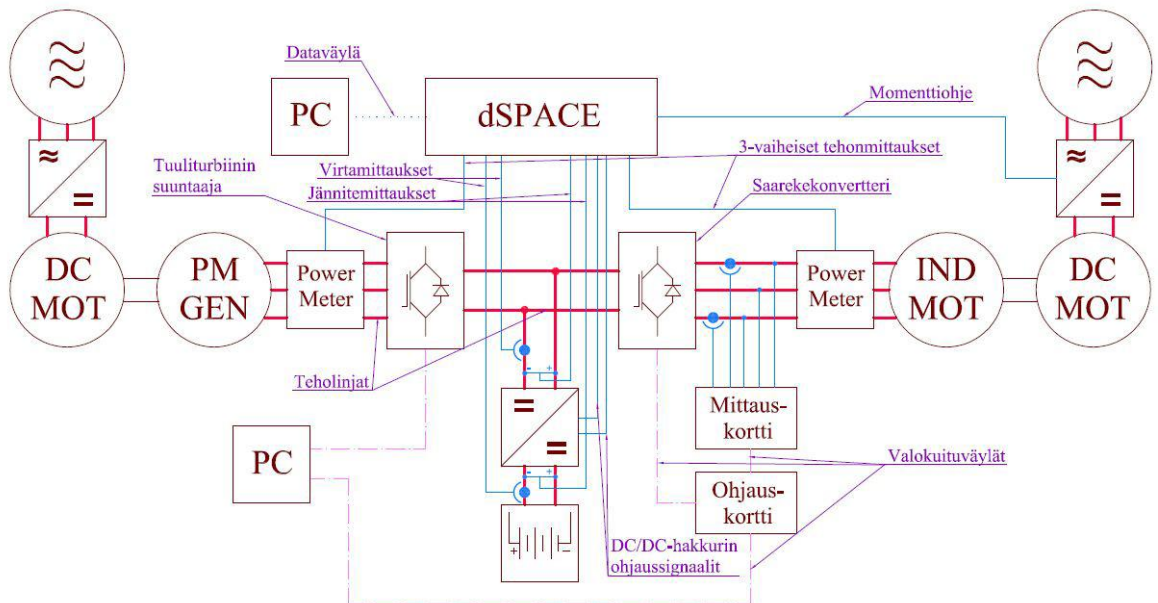 Dataväylä
PC
dSPACE
Momenttiohje
Tuuliturbiinin
suuntaaja
Virtamittaukset
Jännitemittaukset
3-vaiheiset tehonmittaukset
Saarekekonvertteri
DC
MOT
PM
GEN
Power
Meter
Power
Meter
IND
MOT
DC
MOT
Teholinjat
- +
Mittaus-
kortti
PC
Valokuituväylät
- +
Ohjaus-
kortti
+ -
DC/DC-hakkurin
ohjaussignaalit